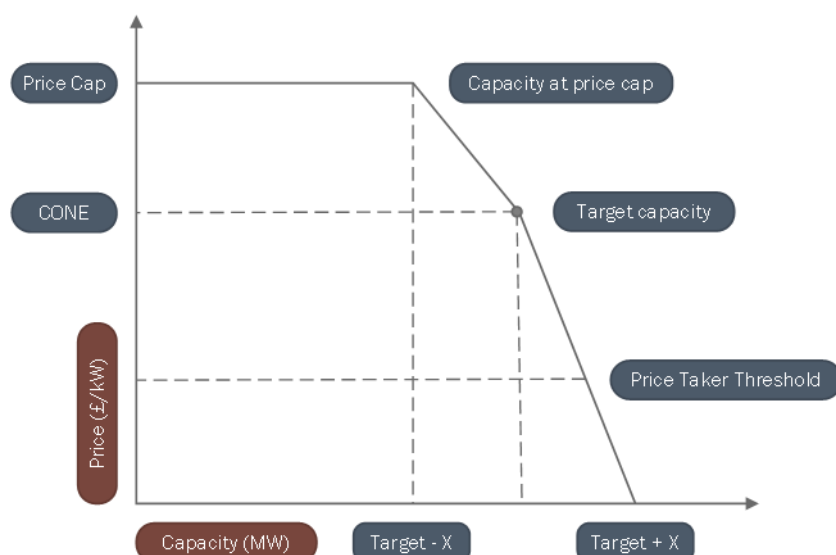 Price Cap
Capacity at price cap
CONE
Target capacity
Price (£/kW)
Price Taker Threshold
Capacity (MW)
Target - X
Target + X